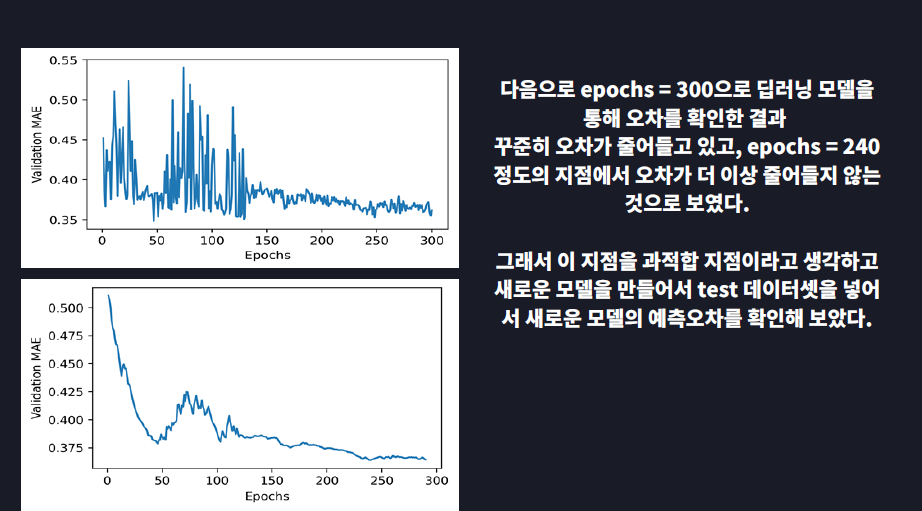 0.55
0.50
0.45
0.40
0.35
Validation MAE
0 50 100 150 200 250 300
Epochs
0.500
0.475
0.450
0.425
0.400
0.375
Validation MAE
0 50 100 150 200 250 300
Epochs
다음으로 epochs = 300으로 딥러닝 모델을
통해 오차를 확인한 결과
꾸준히 오차가 줄어들고 있고, epochs = 240
정도의 지점에서 오차가 더 이상 줄어들지 않는
것으로 보였다.
그래서 이 지점을 과적합 지점이라고 생각하고
새로운 모델을 만들어서 test 데이터셋을 넣어
서 새로운 모델의 예측오차를 확인해 보았다.